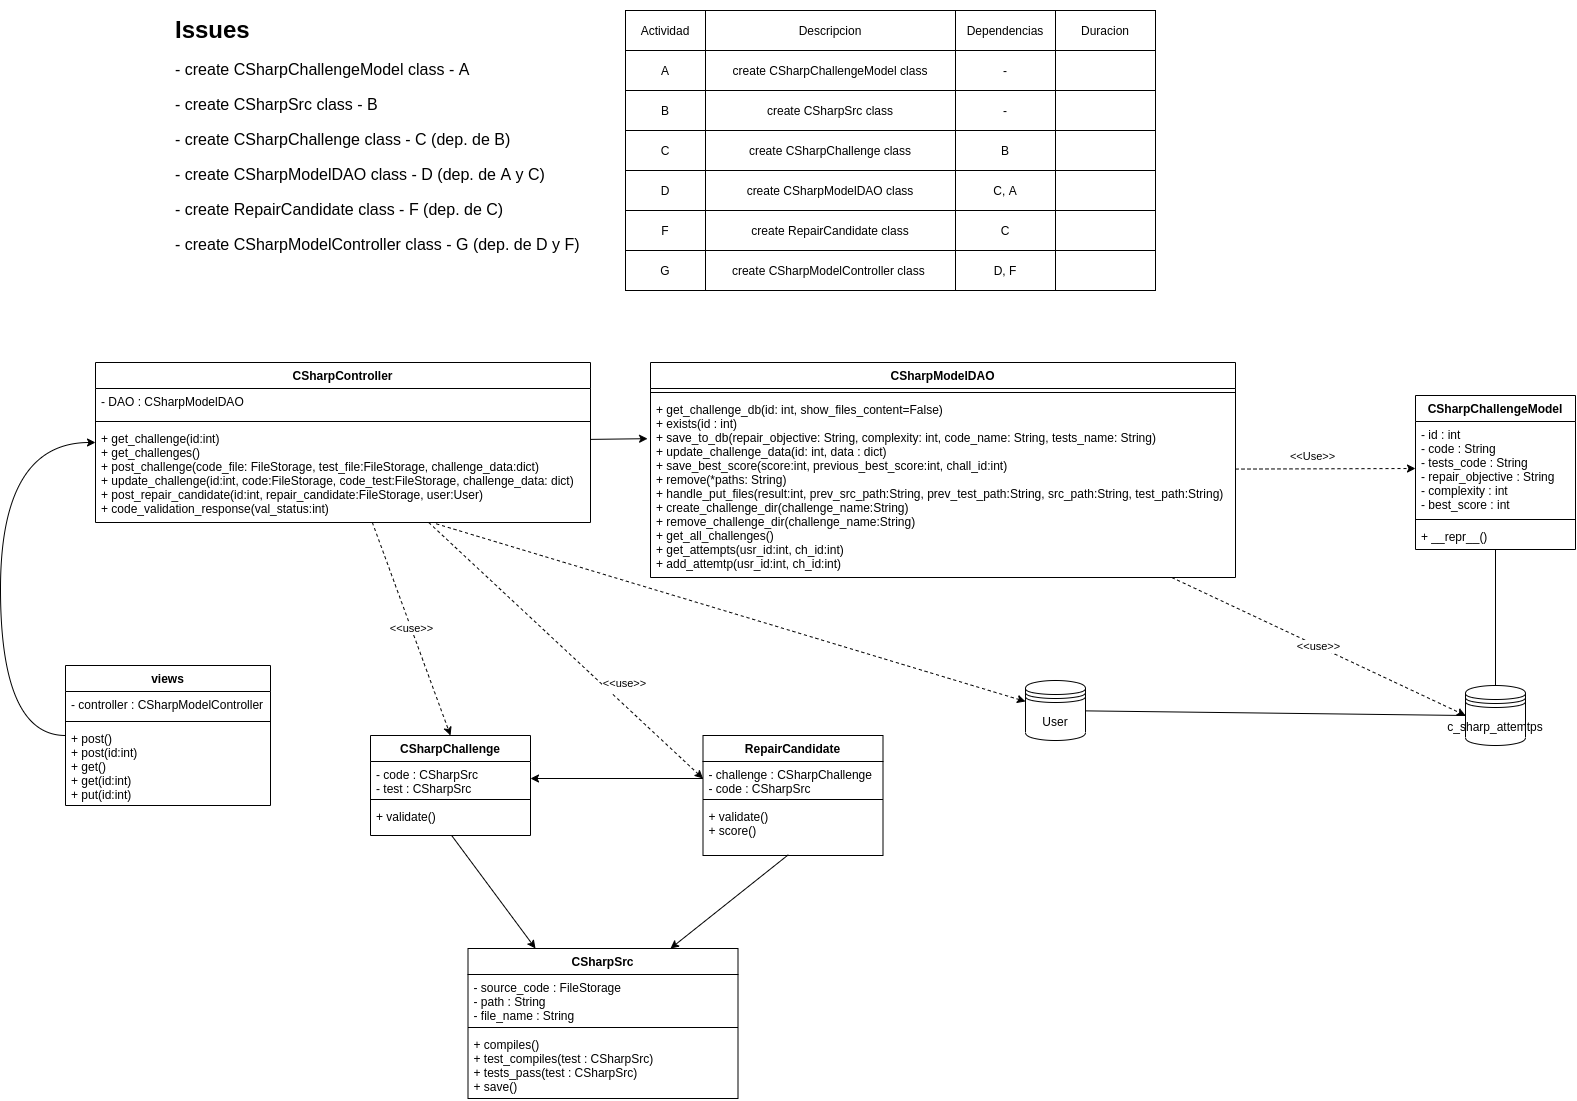 Issues
- create CSharpChallengeModel class - A
- create CSharpSrc class - B
- create CSharpChallenge class - C (dep. de B)
- create CSharpModelDAO class - D (dep. de A y C)
- create RepairCandidate class - F (dep. de C)
- create CSharpModelController class - G (dep. de D y F)
Actividad Descripcion Dependencias Duracion
A create CSharpChallengeModel class -
B create CSharpSrc class -
C create CSharpChallenge class B
D create CSharpModelDAO class C, A
F create RepairCandidate class C
G create CSharpModelController class D, F
CSharpController
- DAO : CSharpModelDAO
+ get_challenge(id:int)
+ get_challenges()
+ post_challenge(code_file: FileStorage, test_file:FileStorage, challenge_data:dict)
+ update_challenge(id:int, code:FileStorage, code_test:FileStorage, challenge_data: dict)
+ post_repair_candidate(id:int, repair_candidate:FileStorage, user:User)
+ code_validation_response(val_status:int)
CSharpModelDAO
+ get_challenge_db(id: int, show_files_content=False)
+ exists(id : int)
+ save_to_db(repair_objective: String, complexity: int, code_name: String, tests_name: String)
+ update_challenge_data(id: int, data : dict)
+ save_best_score(score:int, previous_best_score:int, chall_id:int)
+ remove(*paths: String)
+ handle_put_files(result:int, prev_src_path:String, prev_test_path:String, src_path:String, test_path:String)
+ create_challenge_dir(challenge_name:String)
+ remove_challenge_dir(challenge_name:String)
+ get_all_challenges()
+ get_attempts(usr_id:int, ch_id:int)
+ add_attemtp(usr_id:int, ch_id:int)
<<Use>>
CSharpChallengeModel
- id : int
- code : String
- tests_code : String
- repair_objective : String
- complexity : int
- best_score : int
+ __repr__()
<<use>>
<<use>>
<<use>>
views
- controller : CSharpModelController
+ post()
+ post(id:int)
+ get()
+ get(id:int)
+ put(id:int)
User
c_sharp_attemtps
CSharpChallenge
- code : CSharpSrc
- test : CSharpSrc
+ validate()
RepairCandidate
- challenge : CSharpChallenge
- code : CSharpSrc
+ validate()
+ score()
CSharpSrc
- source_code : FileStorage
- path : String
- file_name : String
+ compiles()
+ test_compiles(test : CSharpSrc)
+ tests_pass(test : CSharpSrc)
+ save()